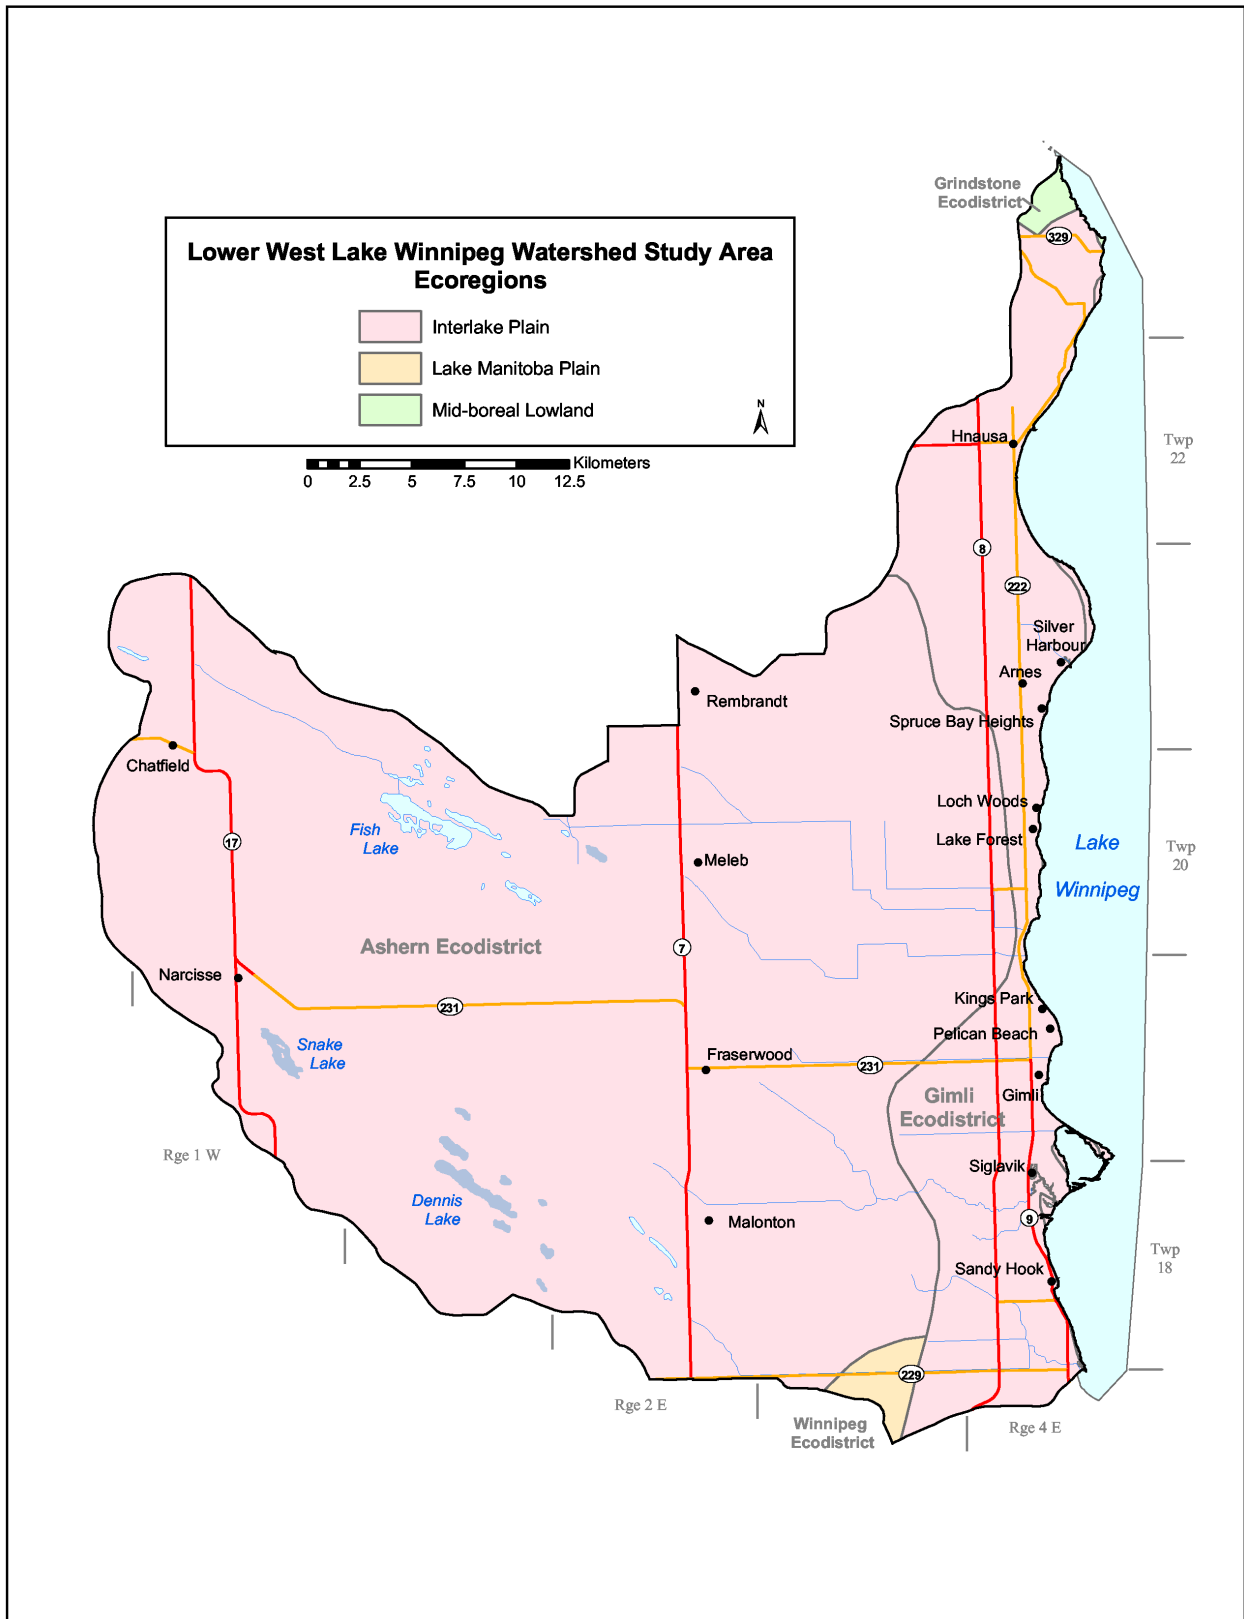 Grindstone
Ecodistrict
329
Lower West Lake Winnipeg Watershed Study Area
Ecoregions
Interlake Plain
Lake Manitoba Plain
Mid-boreal Lowland
N
Kilometers
0 2.5 5 7.5 10 12.5
Hnausa
Twp
22
8
222
Silver
Harbour
Arnes
Rembrandt
Spruce Bay Heights
Chatfield
Loch Woods
Fish
Lake
17
Lake Forest
Lake
Winnipeg
Twp
20
Meleb
Ashern Ecodistrict
7
Narcisse
231
Kings Park
Pelican Beach
Snake
Lake
Fraserwood
231
Gimli
Ecodistrict
Gimli
Rge 1 W
Siglavik
Dennis
Lake
Malonton
9
Twp
18
Sandy Hook
229
Rge 2 E
Winnipeg
Ecodistrict
Rge 4 E